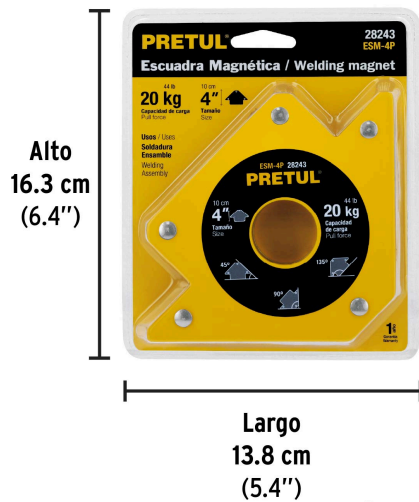 PRETUL®
28243
ESM-4P
Escuadra Magnética / Welding magnet
44 lb
20 kg
Capacidad de carga
Pull force
10 cm
4"
Tamaño
Size
Usos / Uses
Soldadura
Ensamble
Welding
Assembly
Alto
16.3 cm
(6.4")
ESM-4P 28243
PRETUL®
10 cm
4"
Tamaño
Size
44 lb
20 kg
Capacidad
de carga
Pull force
45°
135°
90°
1
Largo
13.8 cm
(5.4")